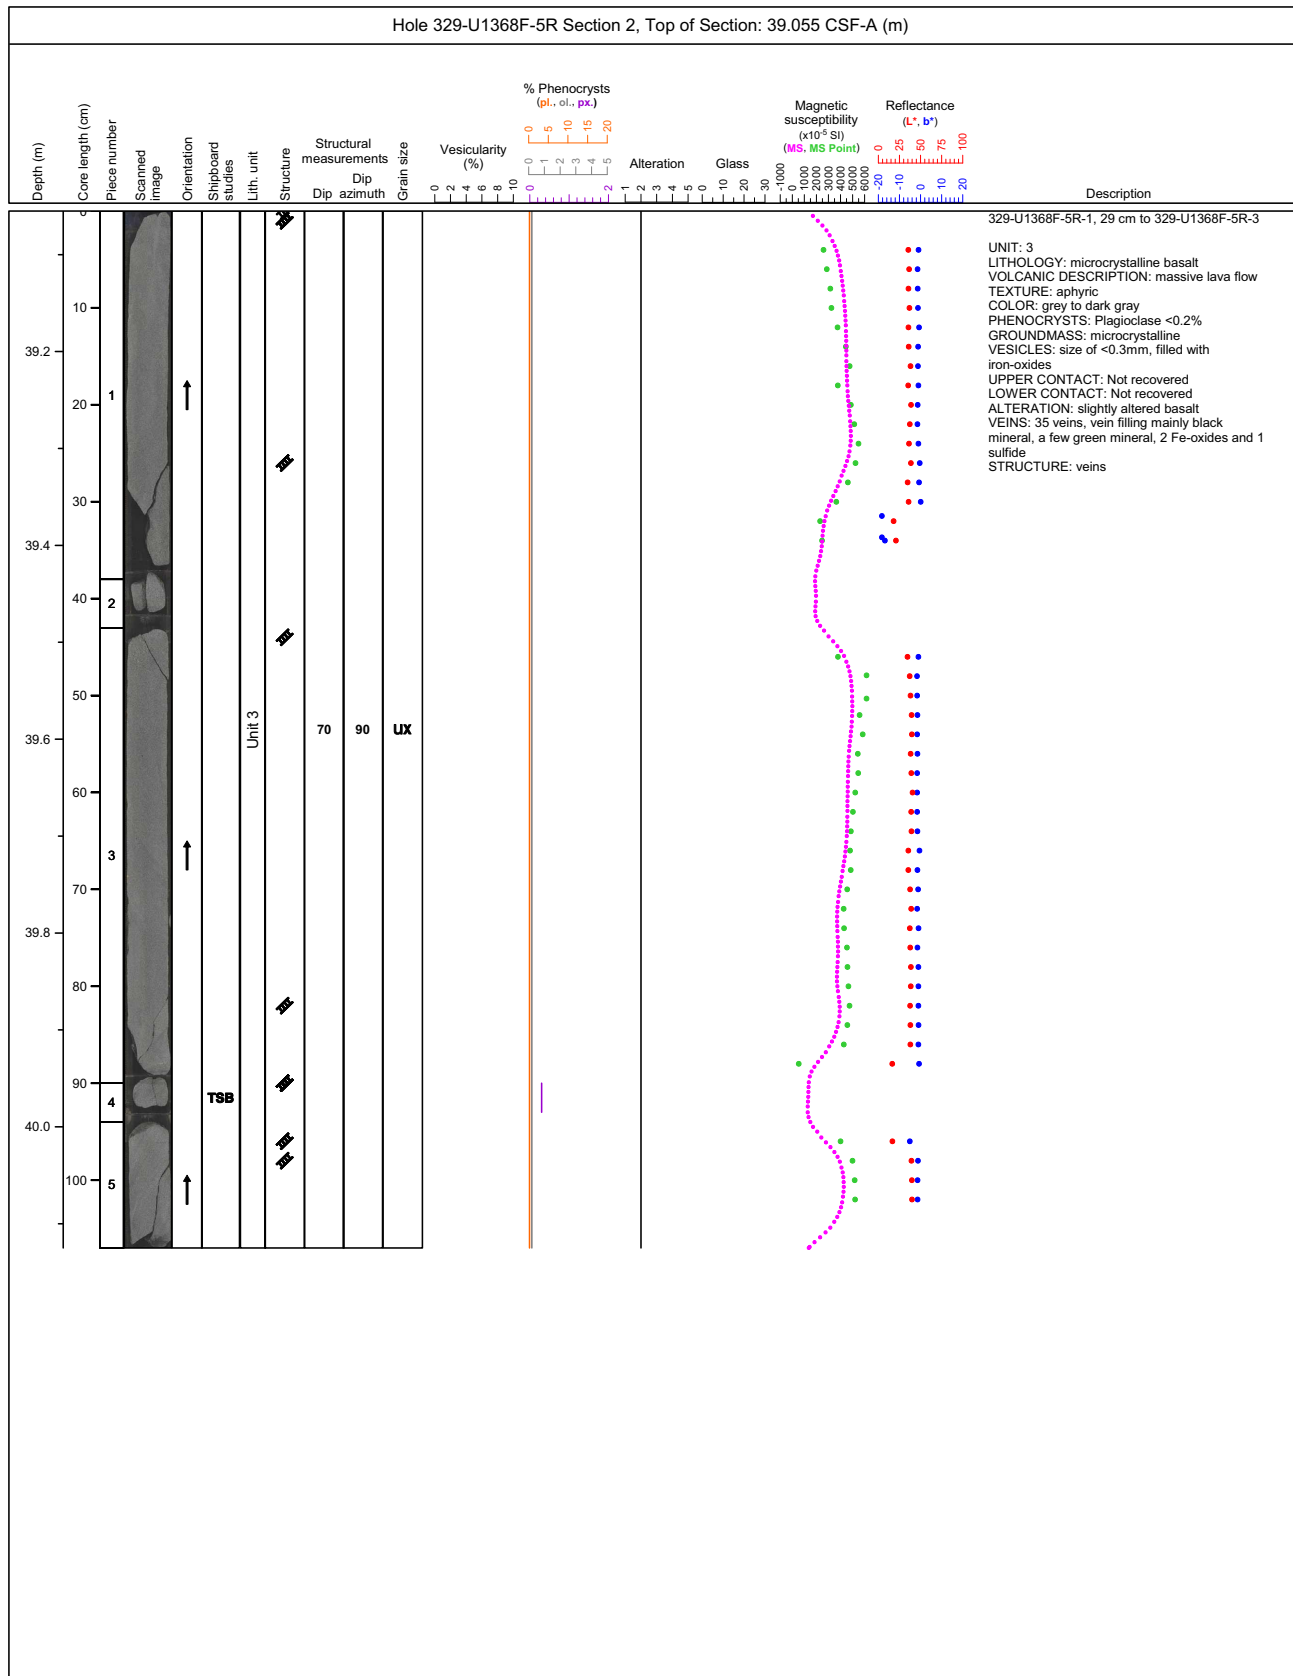 Hole 329-U1368F-5R Section 2, Top of Section: 39.055 CSF-A (m)
Depth (m)
Core length (cm)
Piece number
Scanned
image
Orientation
Shipboard
studies
Lith. unit
Structure
Structural
measurements
Dip
Dip azimuth
Grain size
Vesicularity
(%)
0 2 4 6 8 10
% Phenocrysts
(pl., ol., px.)
0 5 10 15 20
0 1 2 3 4 5
0 1 2
Alteration
1 2 3 4 5
Glass
0 10 20 30
Magnetic
susceptibility
(x10-5 SI)
(MS, MS Point)
-1000 0 1000 2000 3000 4000 5000 6000
Reflectance
(L*, b*)
0 25 50 75 100
-20 -10 0 10 20
Description
0
10
39.2
1
20
30
39.4
40
2
50
39.6
Unit 3
70 90 UX
60
3
70
39.8
80
90
4
TSB
40.0
100
5
329-U1368F-5R-1, 29 cm to 329-U1368F-5R-3
UNIT: 3
LITHOLOGY: microcrystalline basalt
VOLCANIC DESCRIPTION: massive lava flow
TEXTURE: aphyric
COLOR: grey to dark gray
PHENOCRYSTS: Plagioclase <0.2%
GROUNDMASS: microcrystalline
VESICLES: size of <0.3mm, filled with
iron-oxides
UPPER CONTACT: Not recovered
LOWER CONTACT: Not recovered
ALTERATION: slightly altered basalt
VEINS: 35 veins, vein filling mainly black
mineral, a few green mineral, 2 Fe-oxides and 1
sulfide
STRUCTURE: veins